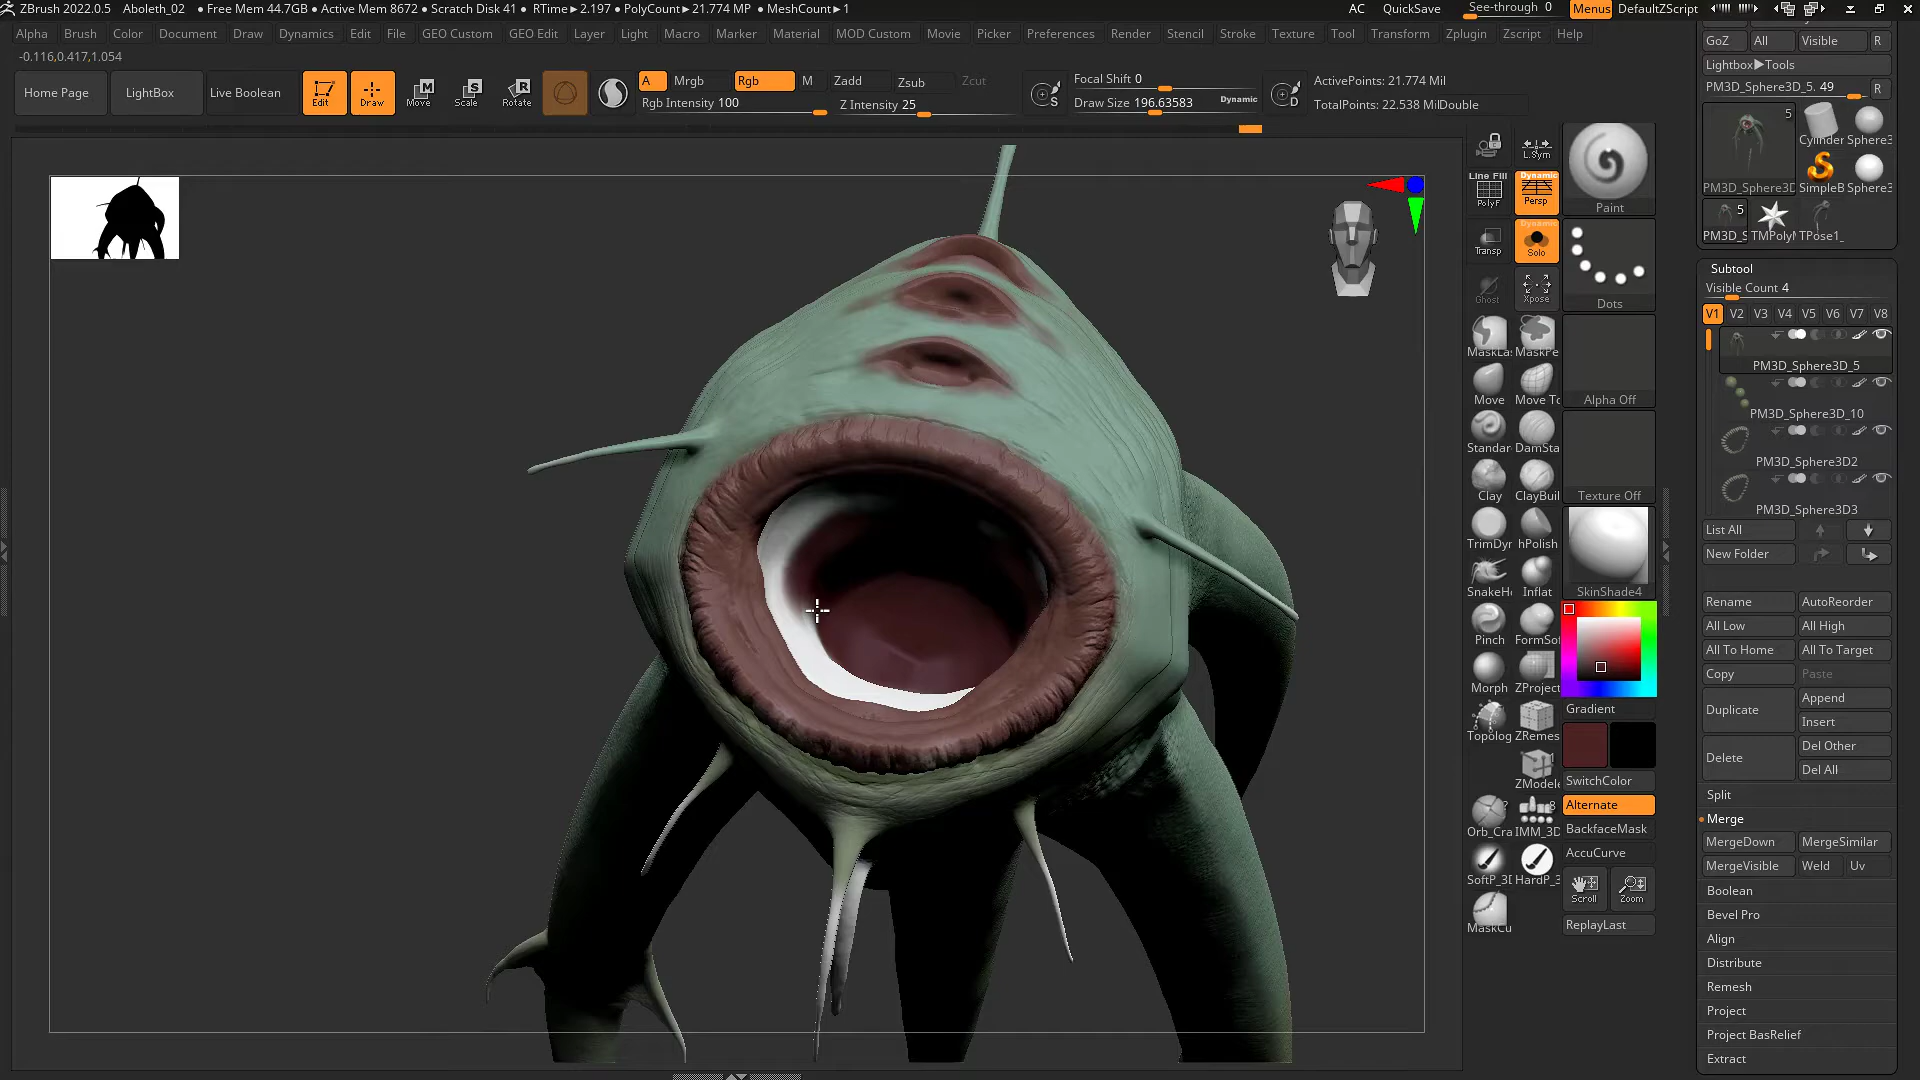 ZBrush 2022.0.5 Aboleth_02 • Free Mem 44.7GB • Active Mem 8672 • Scratch Disk 41 • RTime▶2.197 • PolyCount▶21.774 MP • MeshCount▶1 AC QuickSave See-through 0 Menus DefaultZScript
Alpha Brush Color Document Draw Dynamics Edit File GEO Custom GEO Edit Layer Light Macro Marker Material MOD Custom Movie Picker Preferences Render Stencil Stroke Texture Tool Transform Zplugin Zscript Help
-0.116,0.417,1.054
Home Page LightBox Live Boolean Edit Draw Move Scale Rotate
A Mrgb Rgb M Zadd Zsub Zcut
Rgb Intensity 100 Z Intensity 25
S Focal Shift 0
Draw Size 196.63583 Dynamic
D ActivePoints: 21.774 Mil
TotalPoints: 22.538 MilDouble
L.Sym
Line Fill
PolyF
Dynamic
Persp
Transp
Dynamic
Solo
Ghost
Xpose
MaskLa MaskPe
Move Move To
Standar DamSta
Clay ClayBuil
TrimDyr hPolish
SnakeH Inflat
Pinch FormSof
Morph ZProject
Topolog ZRemes
ZModele
Orb_Cra IMM_3D
SoftP_3D HardP_3
MaskCu
Paint
Dots
Alpha Off
Texture Off
SkinShade4
Gradient
SwitchColor
Alternate
BackfaceMask
AccuCurve
Scroll Zoom
ReplayLast
GoZ All Visible R
Lightbox▶Tools
PM3D_Sphere3D_5. 49 R
5
Cylinder Sphere3
PM3D_Sphere3D SimpleB Sphere3
5
PM3D_S TMPolyM TPose1_
Subtool
Visible Count 4
V1 V2 V3 V4 V5 V6 V7 V8
PM3D_Sphere3D_5
PM3D_Sphere3D_10
PM3D_Sphere3D2
PM3D_Sphere3D3
List All
New Folder
Rename AutoReorder
All Low All High
All To Home All To Target
Copy Paste
Duplicate Append
Insert
Delete Del Other
Del All
Split
Merge
MergeDown MergeSimilar
MergeVisible Weld Uv
Boolean
Bevel Pro
Align
Distribute
Remesh
Project
Project BasRelief
Extract